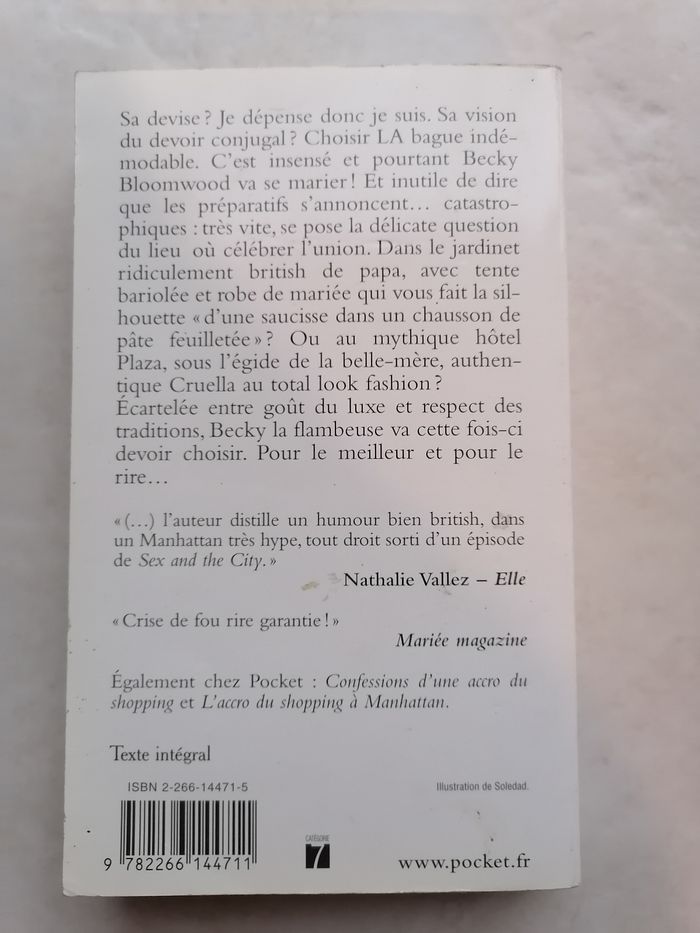 Sa devise ? Je dépense donc je suis. Sa vision
du devoir conjugal ? Choisir LA bague indé-
modable. C'est insensé et pourtant Becky
Bloomwood va se marier ! Et inutile de dire
que les préparatifs s'annoncent... catastro-
phiques : très vite, se pose la délicate question
du lieu où célébrer l'union. Dans le jardinet
ridiculement british de papa, avec tente
bariolée et robe de mariée qui vous fait la sil-
houette « d'une saucisse dans un chausson de
pâte feuilletée » ? Ou au mythique hôtel
Plaza, sous l'égide de la belle-mère, authen-
tique Cruella au total look fashion ?
Écartelée entre goût du luxe et respect des
traditions, Becky la flambeuse va cette fois-ci
devoir choisir. Pour le meilleur et pour le
rire...
« (...) l'auteur distille un humour bien british, dans
un Manhattan très hype, tout droit sorti d'un épisode
de Sex and the City. »
Nathalie Vallez – Elle
« Crise de fou rire garantie ! »
Mariée magazine
Également chez Pocket : Confessions d'une accro du
shopping et L'accro du shopping à Manhattan.
Texte intégral
ISBN 2-266-14471-5
Illustration de Soledad.
CATÉGORIE
7
9 782266 144711
www.pocket.fr